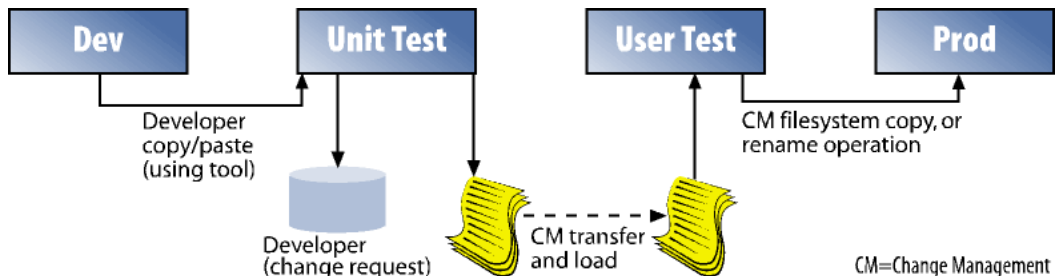 Dev
Unit Test
User Test
Prod
Developer
copy/paste
(using tool)
CM filesystem copy, or
rename operation
Developer
(change request)
CM transfer
and load
CM=Change Management